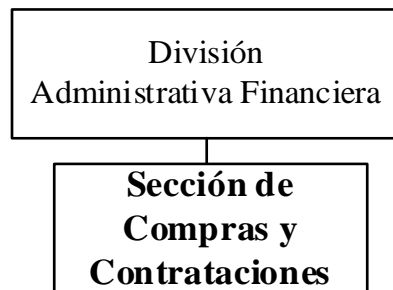 División
Administrativa Financiera
Sección de
Compras y
Contrataciones